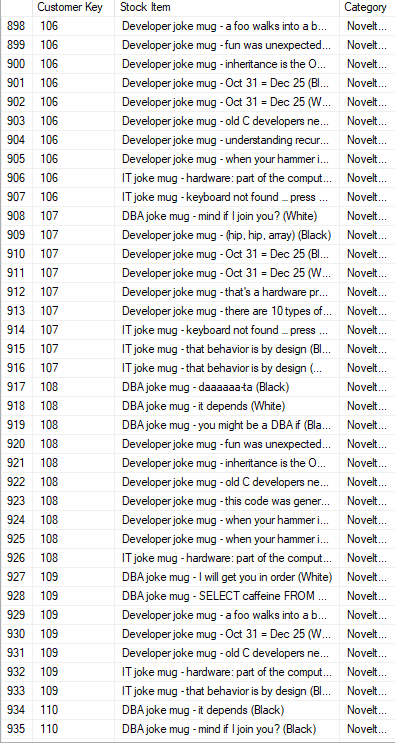 Customer Key Stock Item Category
898 106 Developer joke mug - a foo walks into a b... Novelt...
899 106 Developer joke mug - fun was unexpected... Novelt...
900 106 Developer joke mug - inheritance is the O... Novelt...
901 106 Developer joke mug - Oct 31 = Dec 25 (Bl... Novelt...
902 106 Developer joke mug - Oct 31 = Dec 25 (W... Novelt...
903 106 Developer joke mug - old C developers ne... Novelt...
904 106 Developer joke mug - understanding recur... Novelt...
905 106 Developer joke mug - when your hammer i... Novelt...
906 106 IT joke mug - hardware: part of the comput... Novelt...
907 106 IT joke mug - keyboard not found ... press ... Novelt...
908 107 DBA joke mug - mind if I join you? (White) Novelt...
909 107 Developer joke mug - (hip, hip, array) (Black) Novelt...
910 107 Developer joke mug - Oct 31 = Dec 25 (Bl... Novelt...
911 107 Developer joke mug - Oct 31 = Dec 25 (W... Novelt...
912 107 Developer joke mug - that's a hardware pr... Novelt...
913 107 Developer joke mug - there are 10 types of... Novelt...
914 107 IT joke mug - keyboard not found ... press ... Novelt...
915 107 IT joke mug - that behavior is by design (Bl... Novelt...
916 107 IT joke mug - that behavior is by design (... Novelt...
917 108 DBA joke mug - daaaaaa-ta (Black) Novelt...
918 108 DBA joke mug - it depends (White) Novelt...
919 108 DBA joke mug - you might be a DBA if (Bla... Novelt...
920 108 Developer joke mug - fun was unexpected... Novelt...
921 108 Developer joke mug - inheritance is the O... Novelt...
922 108 Developer joke mug - old C developers ne... Novelt...
923 108 Developer joke mug - this code was gener... Novelt...
924 108 Developer joke mug - when your hammer i... Novelt...
925 108 Developer joke mug - when your hammer i... Novelt...
926 108 IT joke mug - hardware: part of the comput... Novelt...
927 109 DBA joke mug - I will get you in order (White) Novelt...
928 109 DBA joke mug - SELECT caffeine FROM ... Novelt...
929 109 Developer joke mug - a foo walks into a b... Novelt...
930 109 Developer joke mug - Oct 31 = Dec 25 (W... Novelt...
931 109 Developer joke mug - old C developers ne... Novelt...
932 109 IT joke mug - hardware: part of the comput... Novelt...
933 109 IT joke mug - that behavior is by design (Bl... Novelt...
934 110 DBA joke mug - it depends (Black) Novelt...
935 110 DBA joke mug - mind if I join you? (Black) Novelt...